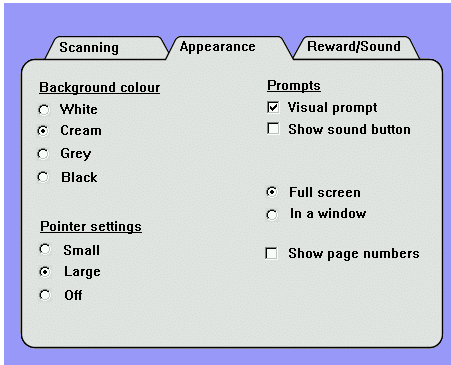 Scanning
Appearance
Reward/Sound
Background colour
White
Cream
Grey
Black
Pointer settings
Small
Large
Off
Prompts
Visual prompt
Show sound button
Full screen
In a window
Show page numbers